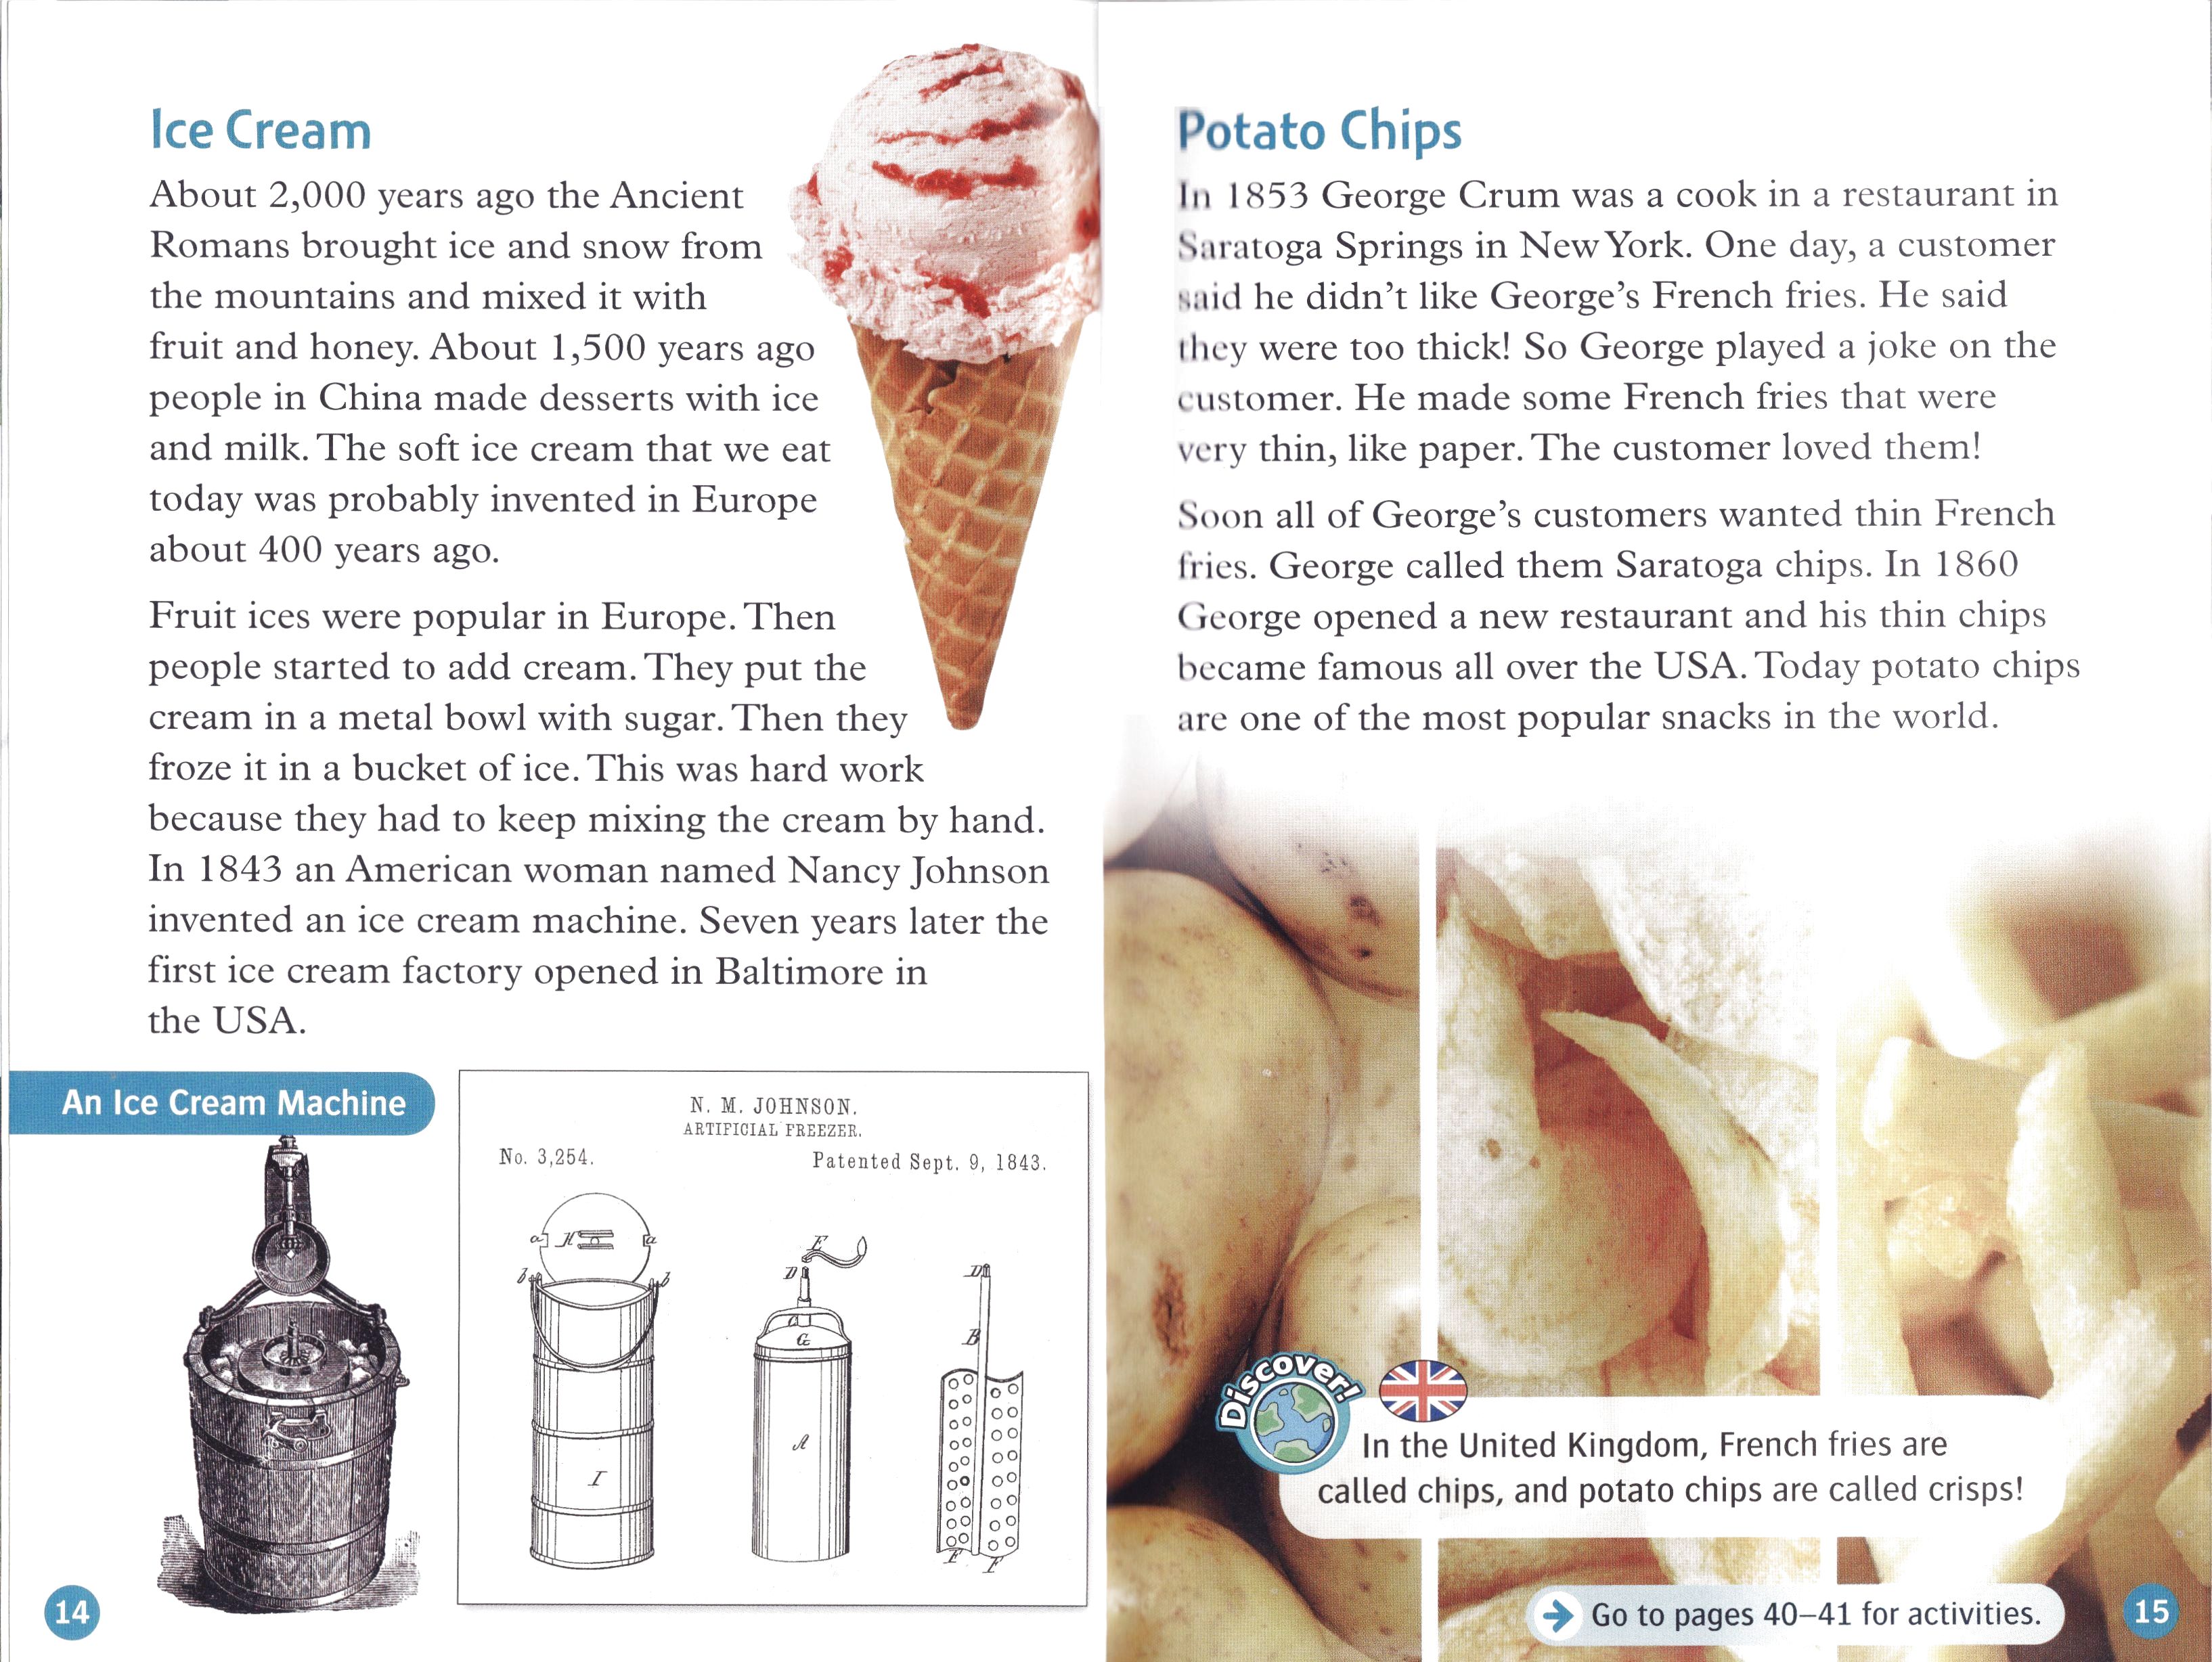 Ice Cream
About 2,000 years ago the Ancient
Romans brought ice and snow from
the mountains and mixed it with
fruit and honey. About 1,500 years ago
people in China made desserts with ice
and milk. The soft ice cream that we eat
today was probably invented in Europe
about 400 years ago.
Fruit ices were popular in Europe. Then
people started to add cream. They put the
cream in a metal bowl with sugar. Then they
froze it in a bucket of ice. This was hard work
because they had to keep mixing the cream by hand.
In 1843 an American woman named Nancy Johnson
invented an ice cream machine. Seven years later the
first ice cream factory opened in Baltimore in
the USA.
An Ice Cream Machine
N. M. JOHNSON.
ARTIFICIAL FREEZER.
No. 3,254.
Patented Sept. 9, 1843.
a H a
b b
F
D
C
G
A
I
D
B
F F
14
Potato Chips
In 1853 George Crum was a cook in a restaurant in
Saratoga Springs in New York. One day, a customer
said he didn't like George's French fries. He said
they were too thick! So George played a joke on the
customer. He made some French fries that were
very thin, like paper. The customer loved them!
Soon all of George's customers wanted thin French
fries. George called them Saratoga chips. In 1860
George opened a new restaurant and his thin chips
became famous all over the USA. Today potato chips
are one of the most popular snacks in the world.
Discover!
In the United Kingdom, French fries are
called chips, and potato chips are called crisps!
Go to pages 40–41 for activities.
15